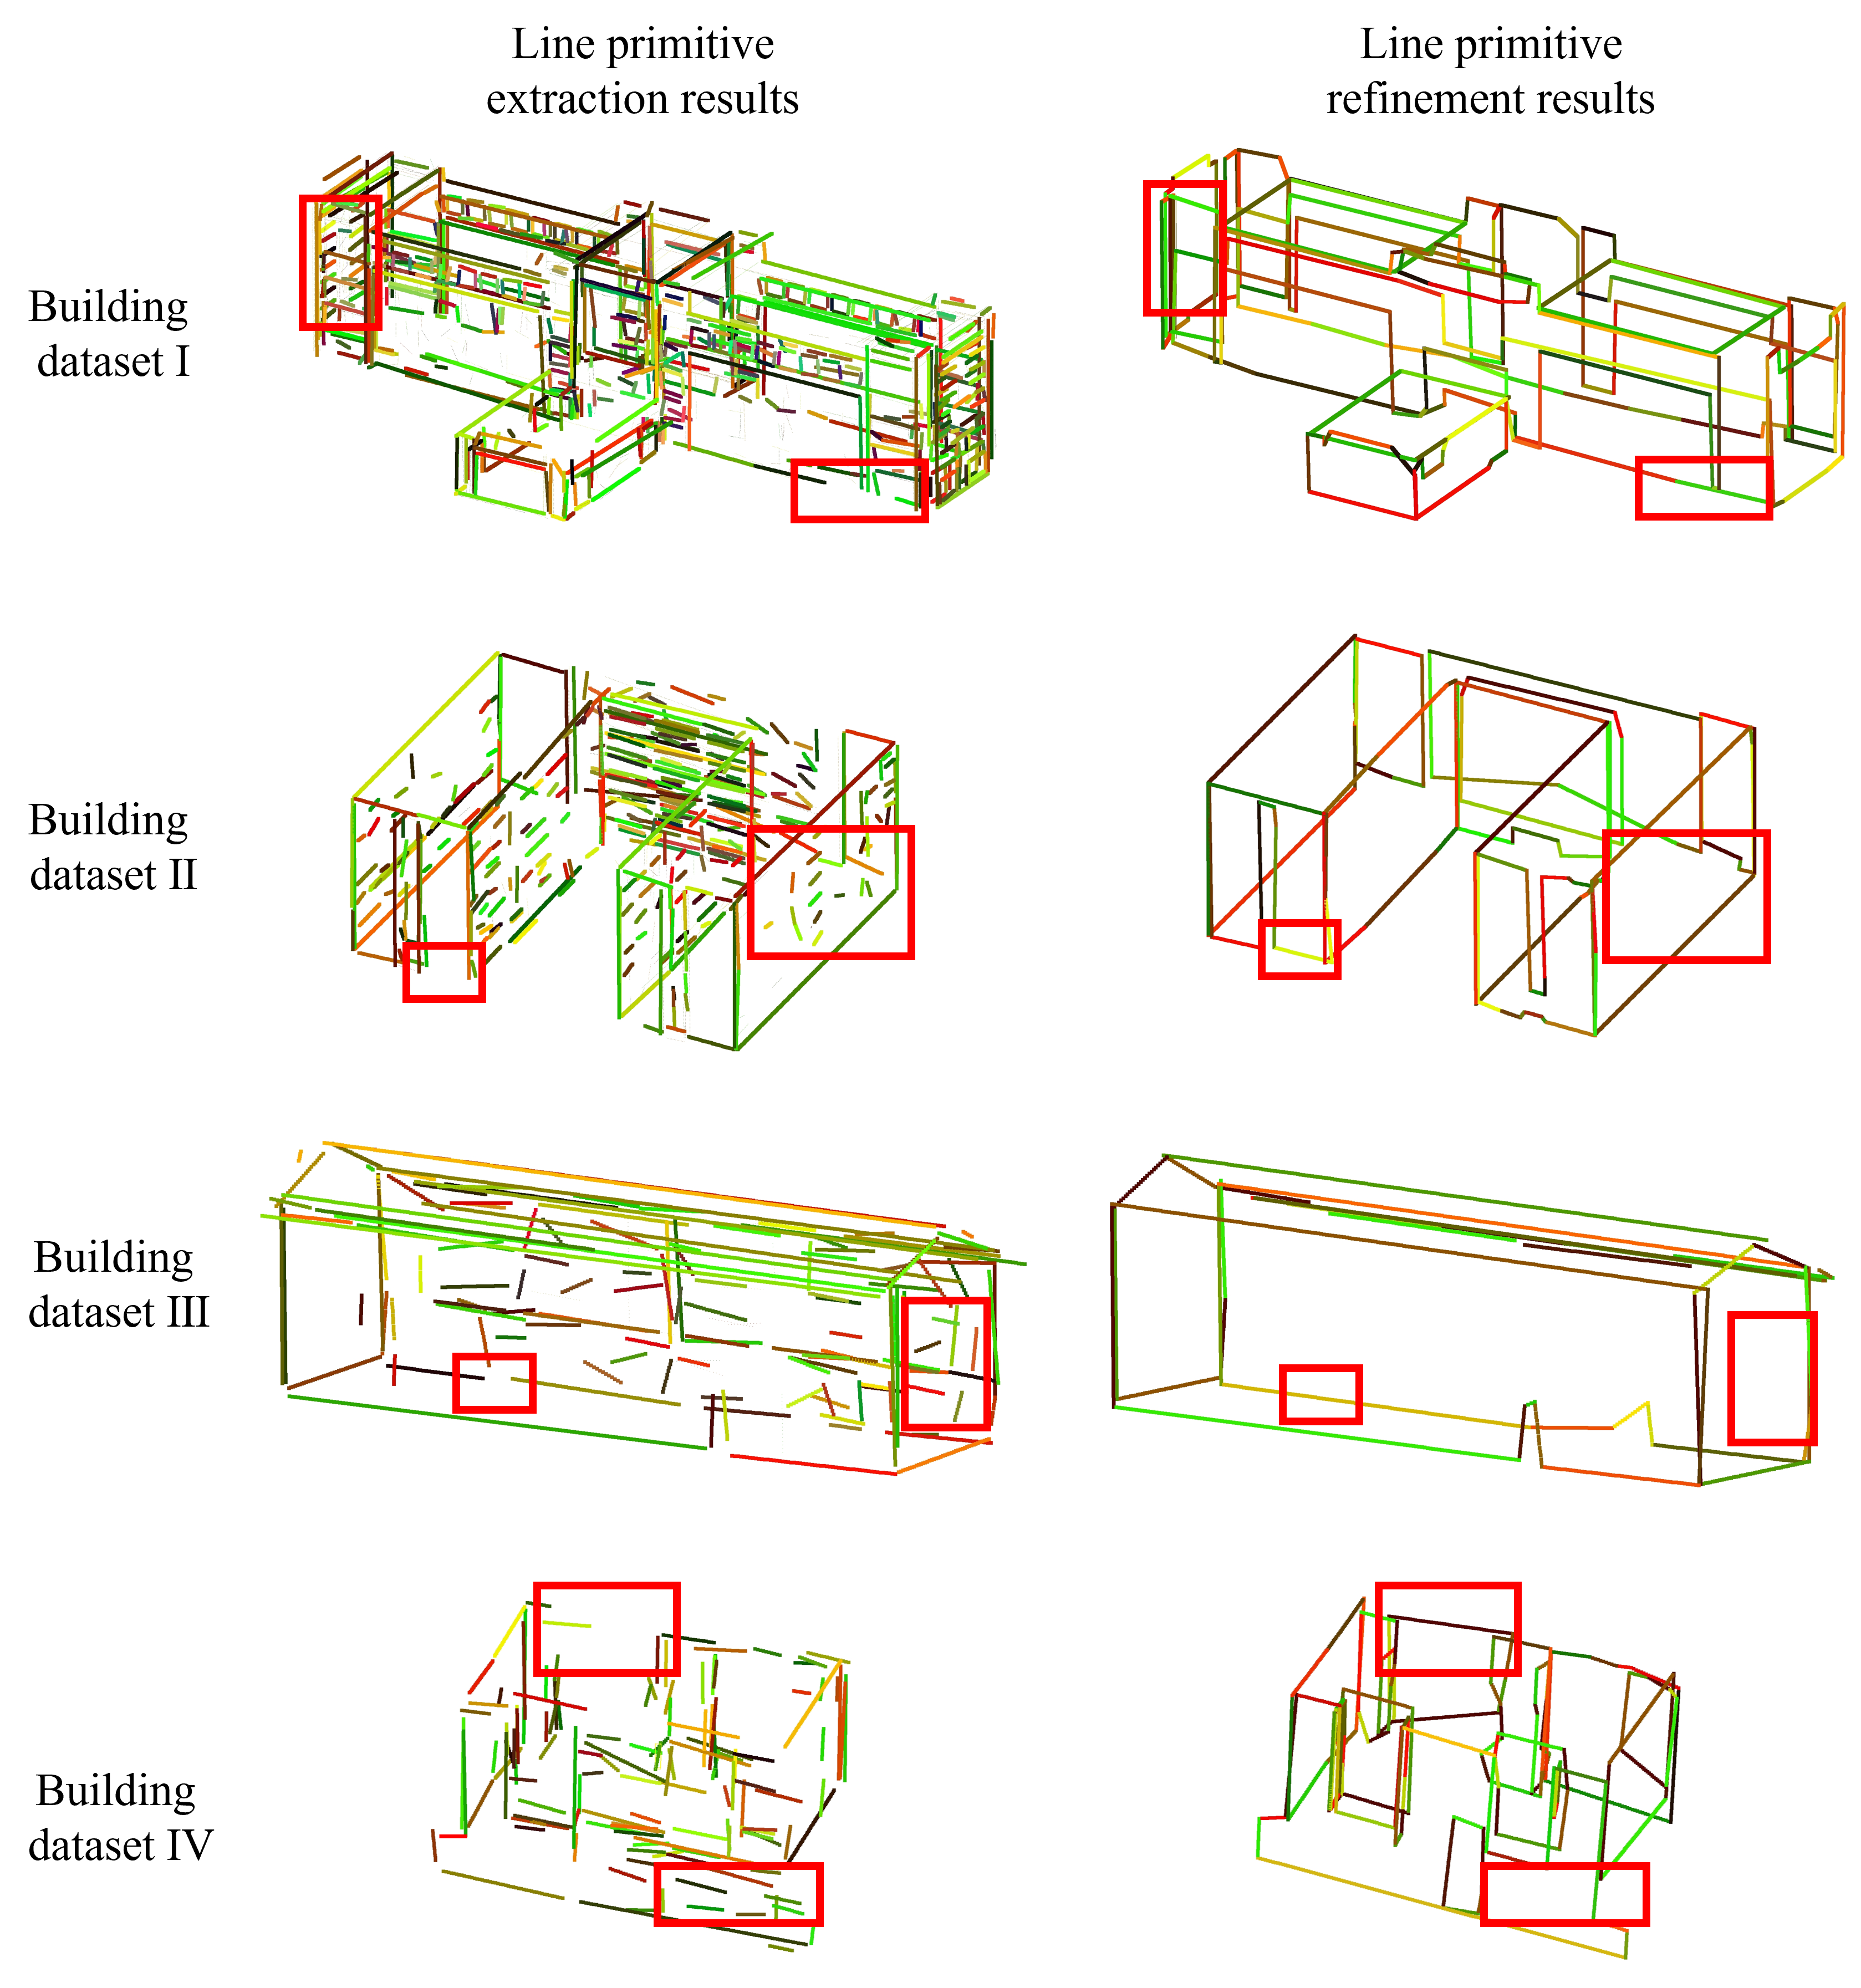 Line primitive
extraction results
Line primitive
refinement results
Building
dataset I
Building
dataset II
Building
dataset III
Building
dataset IV